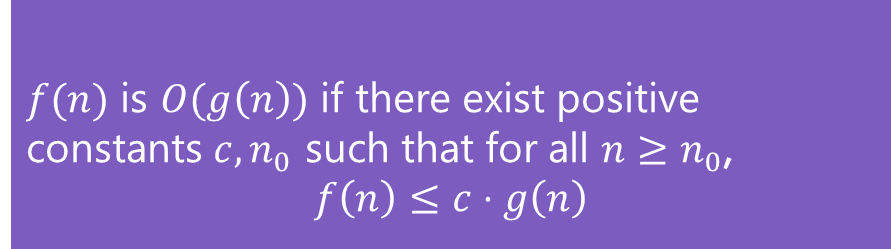 f(n) is O(g(n)) if there exist positive
constants c, n₀ such that for all n ≥ n₀,
f(n) ≤ c · g(n)